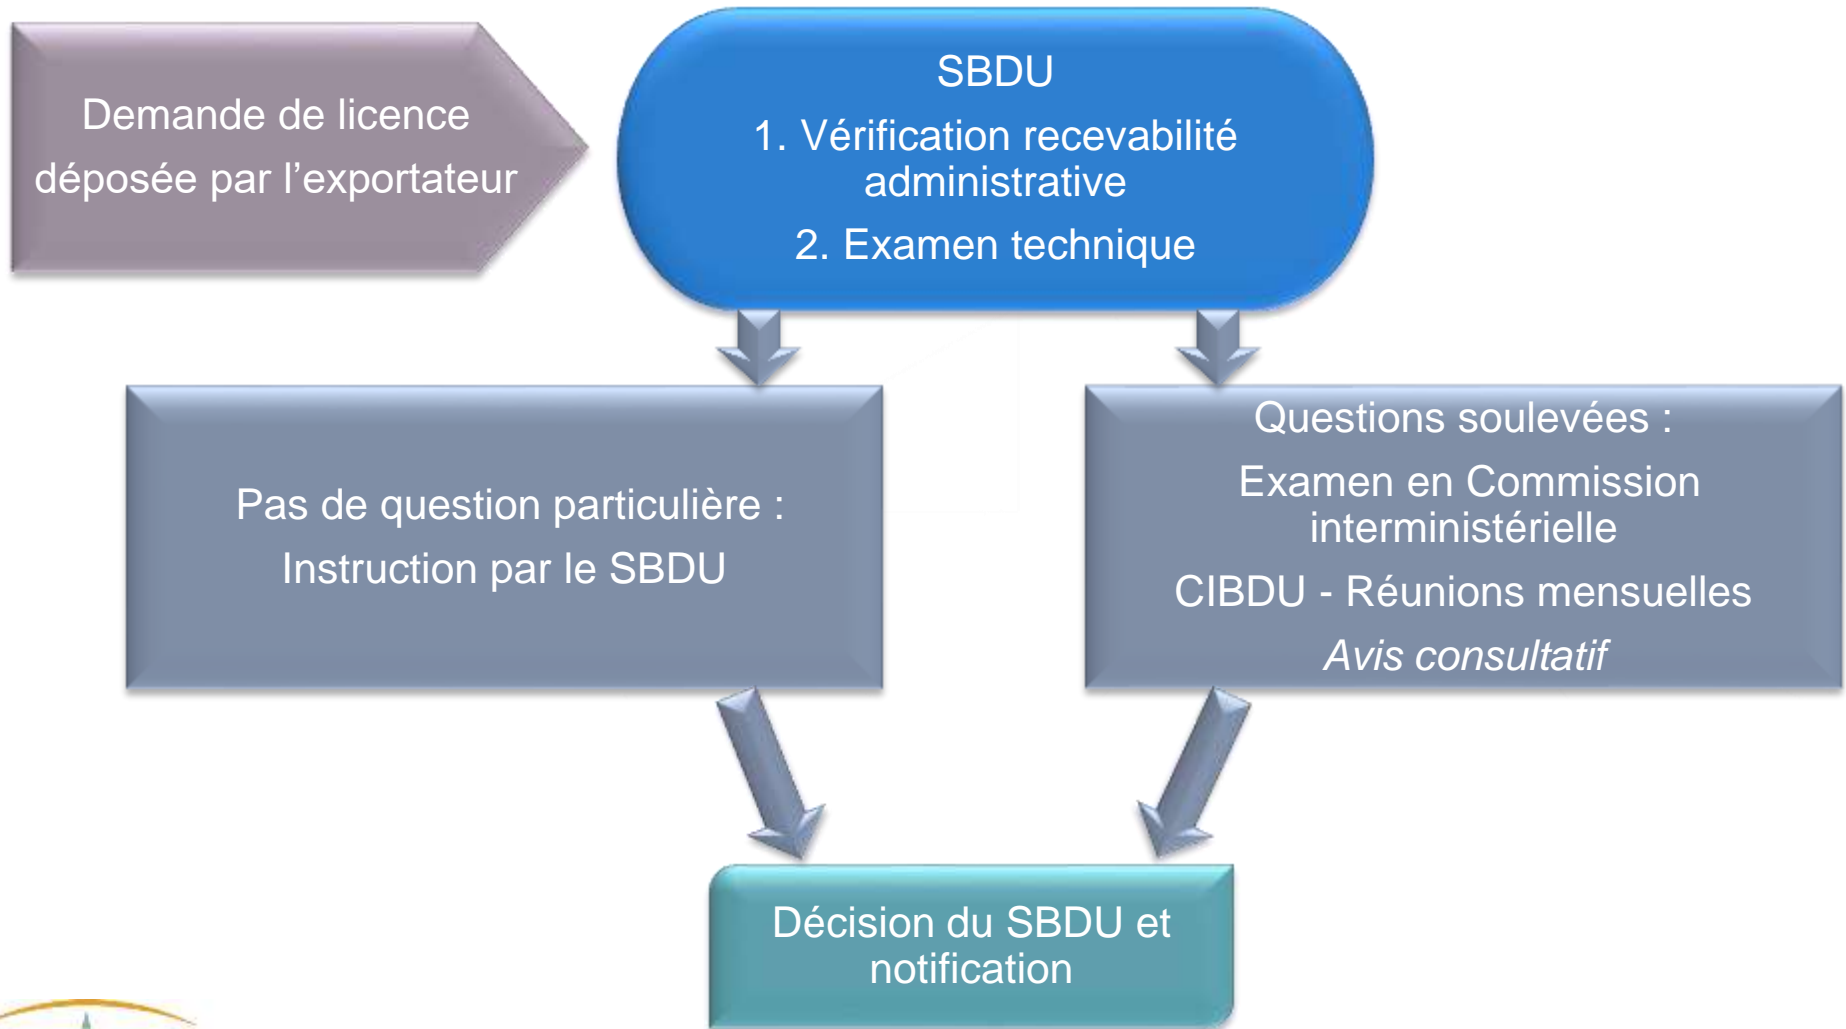 Demande de licence
déposée par l’exportateur
SBDU
1. Vérification recevabilité
administrative
2. Examen technique
Pas de question particulière :
Instruction par le SBDU
Questions soulevées :
Examen en Commission
interministérielle
CIBDU - Réunions mensuelles
Avis consultatif
Décision du SBDU et
notification